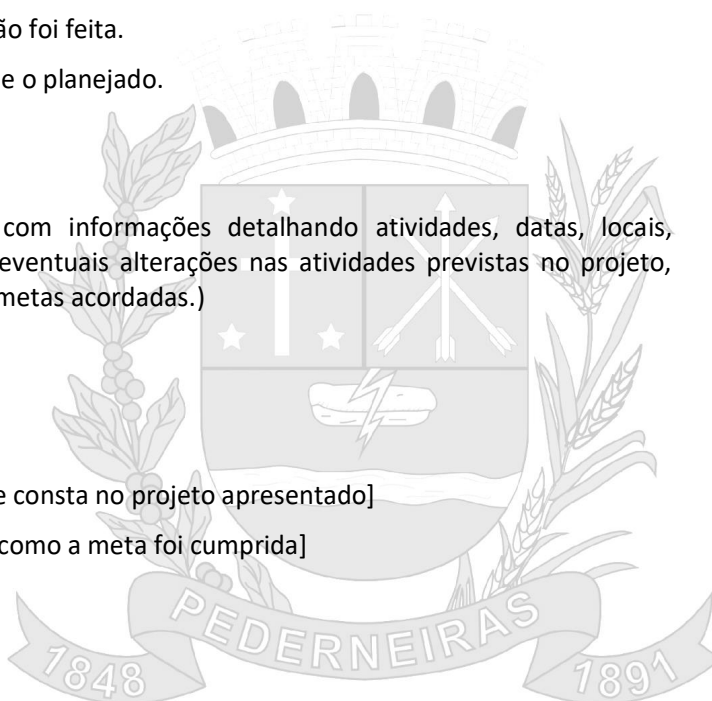 ão foi feita.
e o planejado.
com informações detalhando atividades, datas, locais,
eventuais alterações nas atividades previstas no projeto,
metas acordadas.)
e consta no projeto apresentado]
como a meta foi cumprida]
PEDERNEIRAS
1848 1891